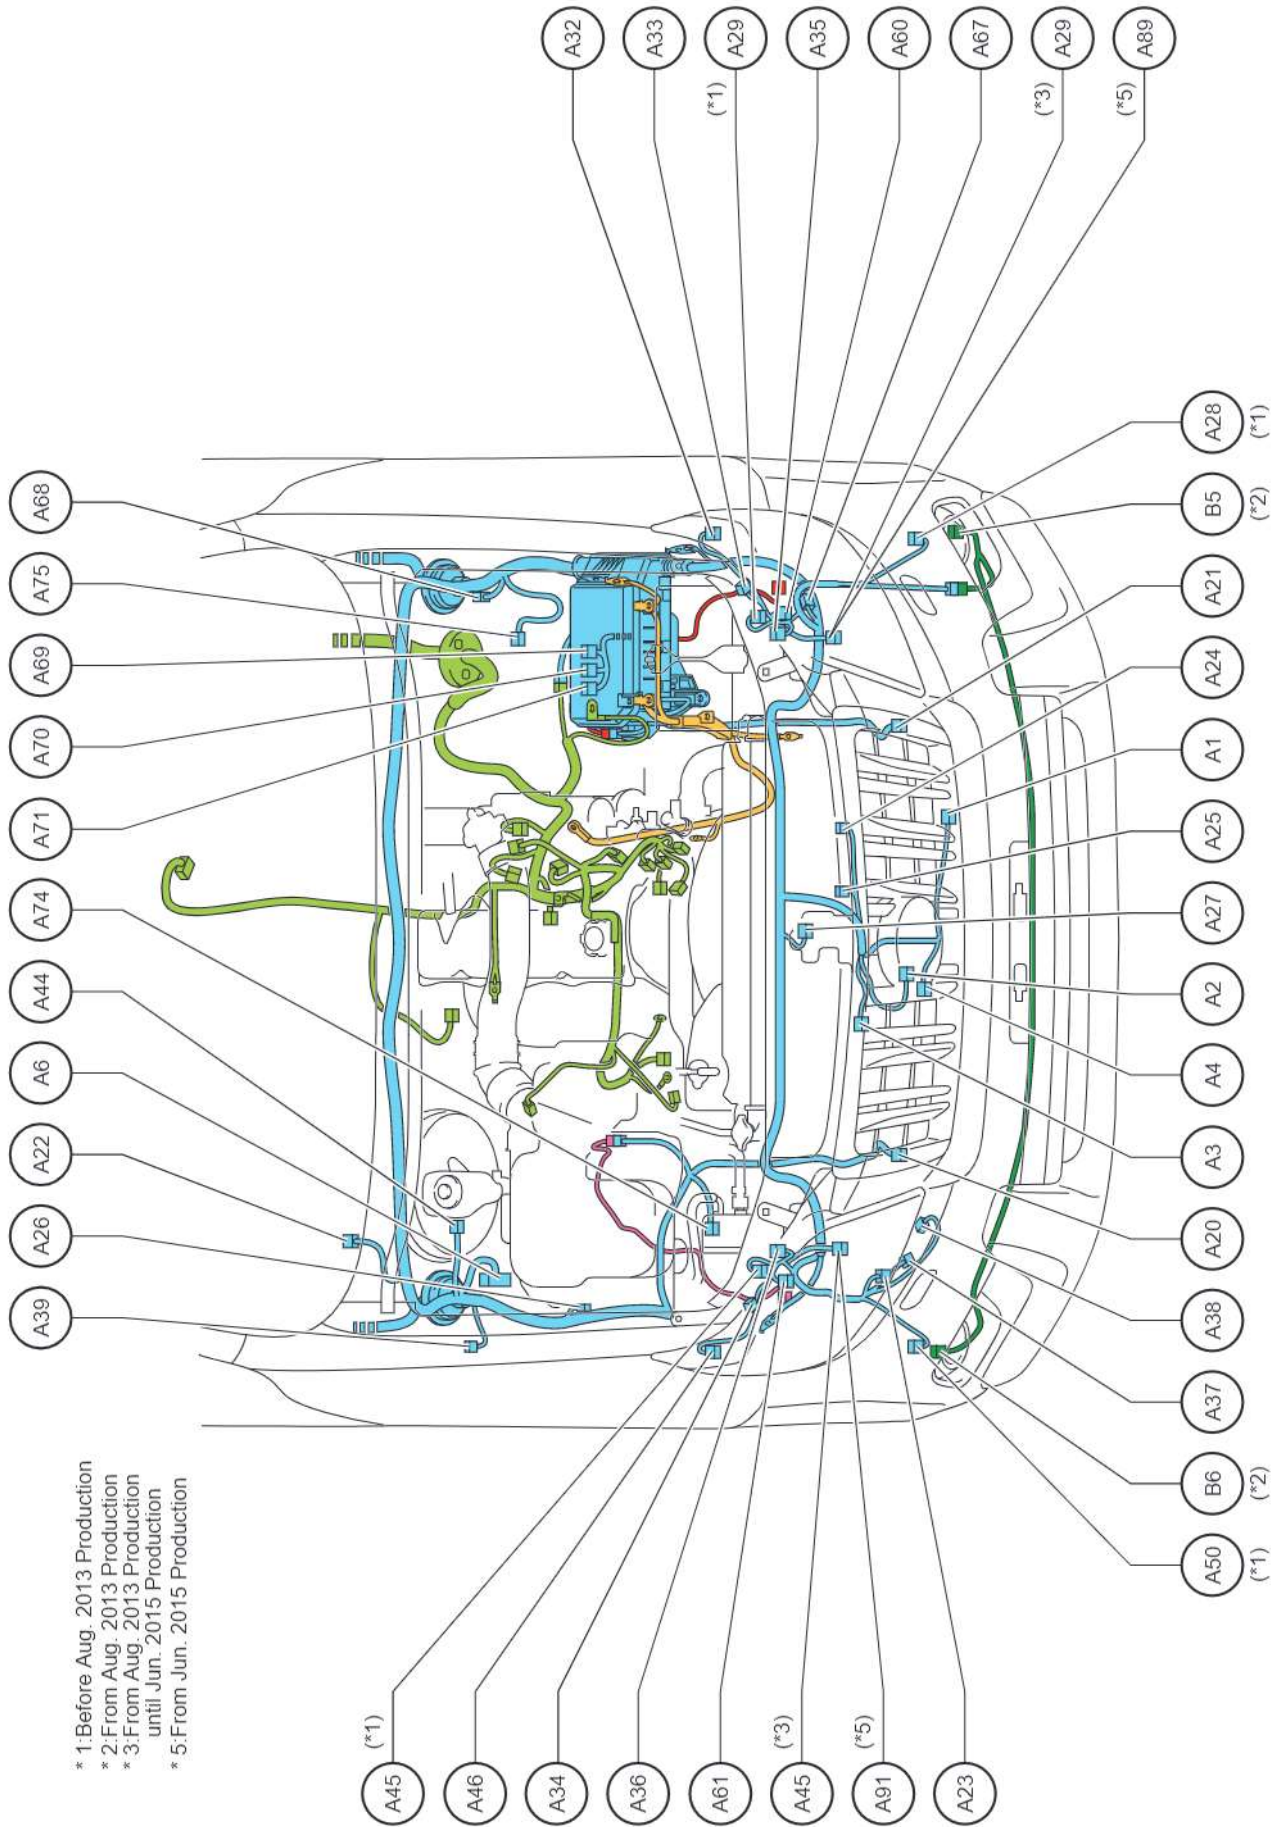 * 1:Before Aug. 2013 Production
* 2:From Aug. 2013 Production
* 3:From Aug. 2013 Production
until Jun. 2015 Production
* 5:From Jun. 2015 Production
A39
A26
A22
A6
A44
A74
A71
A70
A69
A75
A68
A45
(*1)
A46
A34
A36
A61
A45
(*3)
A91
(*5)
A23
A32
A33
A29
(*1)
A35
A60
A67
A29
(*3)
A89
(*5)
A50
(*1)
B6
(*2)
A37
A38
A20
A3
A4
A2
A27
A25
A1
A24
A21
B5
(*2)
A28
(*1)